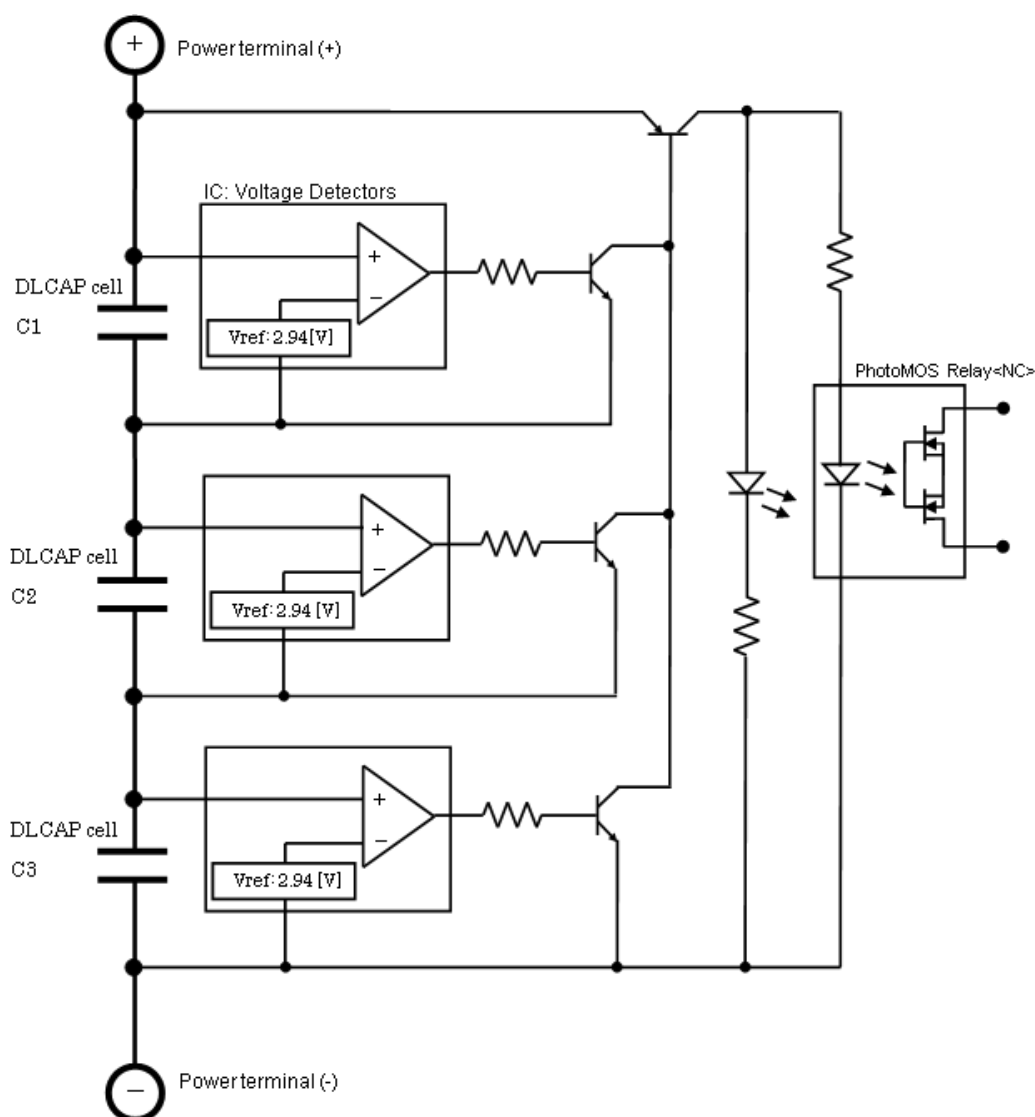 +
Power terminal (+)
IC: Voltage Detectors
+
−
Vref: 2.94[V]
DLCAP cell
C1
PhotoMOS Relay<NC>
+
−
Vref: 2.94 [V]
DLCAP cell
C2
+
−
Vref: 2.94 [V]
DLCAP cell
C3
−
Power terminal (-)